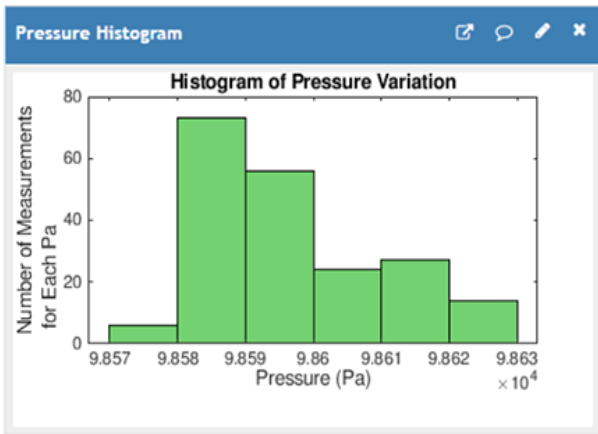 Pressure Histogram
Histogram of Pressure Variation
Number of Measurements
for Each Pa
80
60
40
20
0
9.857 9.858 9.859 9.86 9.861 9.862 9.863
Pressure (Pa)
×10⁴